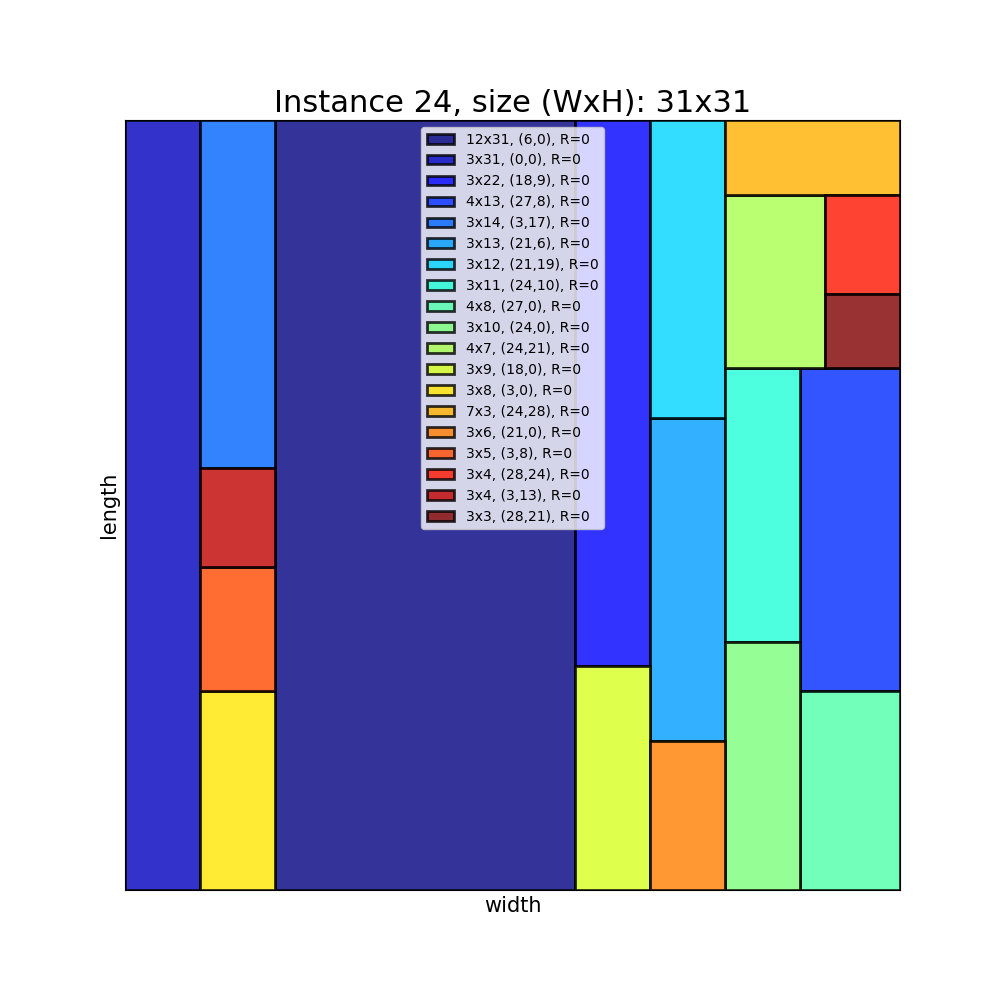 Instance 24, size (WxH): 31x31
12x31, (6,0), R=0
3x31, (0,0), R=0
3x22, (18,9), R=0
4x13, (27,8), R=0
3x14, (3,17), R=0
3x13, (21,6), R=0
3x12, (21,19), R=0
3x11, (24,10), R=0
4x8, (27,0), R=0
3x10, (24,0), R=0
4x7, (24,21), R=0
3x9, (18,0), R=0
3x8, (3,0), R=0
7x3, (24,28), R=0
3x6, (21,0), R=0
3x5, (3,8), R=0
3x4, (28,24), R=0
3x4, (3,13), R=0
3x3, (28,21), R=0
length
width